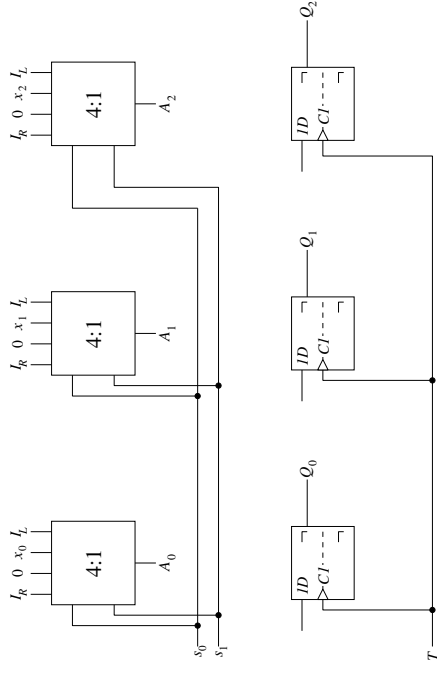 I_R 0 x_0 I_L I_R 0 x_1 I_L I_R 0 x_2 I_L
4:1 4:1 4:1
A_0 A_1 A_2
s_0
s_1
Q_0 Q_1 Q_2
1D 1D 1D
C1 C1 C1
T